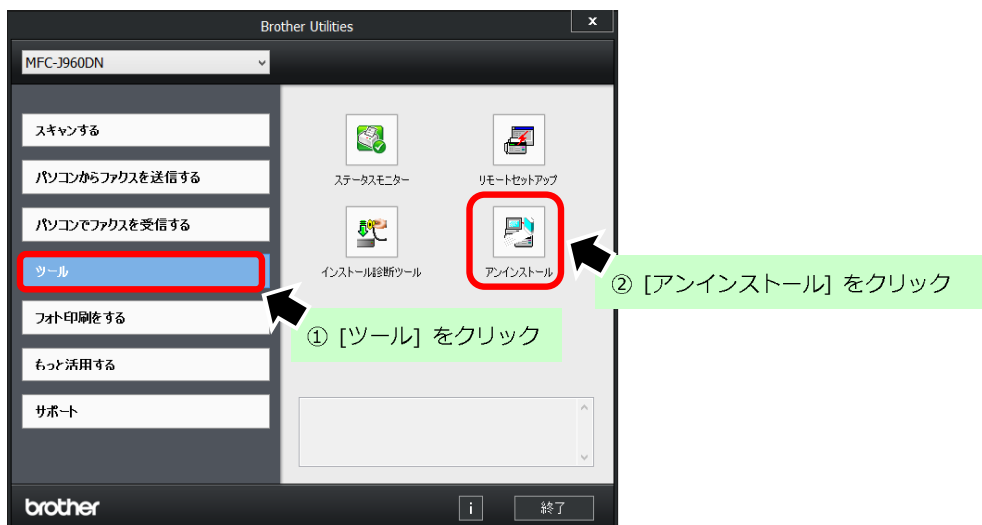 Brother Utilities
x
MFC-J960DN
スキャンする
パソコンからファクスを送信する
パソコンでファクスを受信する
ツール
フォト印刷をする
もっと活用する
サポート
ステータスモニター
リモートセットアップ
インストール診断ツール
アンインストール
① [ツール] をクリック
② [アンインストール] をクリック
brother
i
終了